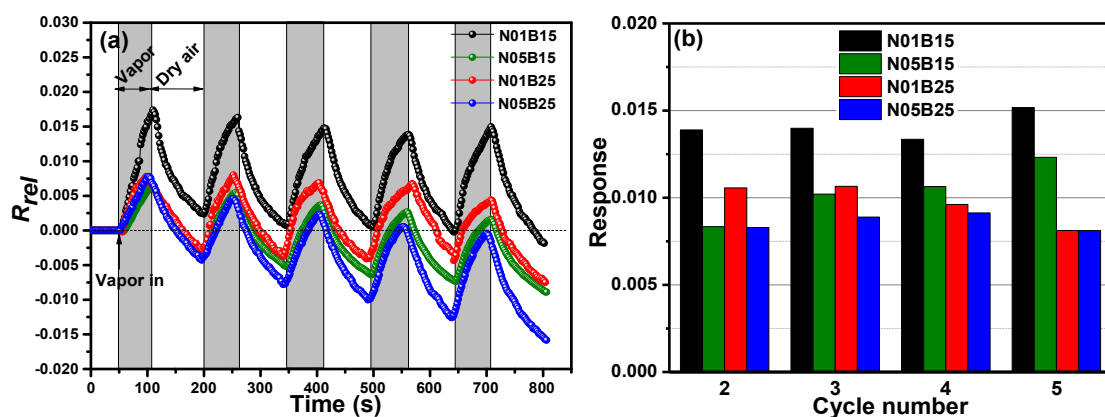 (a)
N01B15
N05B15
N01B25
N05B25
Vapor
Dry air
Vapor in
0.030
0.025
0.020
0.015
0.010
0.005
0.000
-0.005
-0.010
-0.015
-0.020
Rrel
0 100 200 300 400 500 600 700 800
Time (s)
(b)
N01B15
N05B15
N01B25
N05B25
0.020
0.015
0.010
0.005
0.000
Response
2 3 4 5
Cycle number